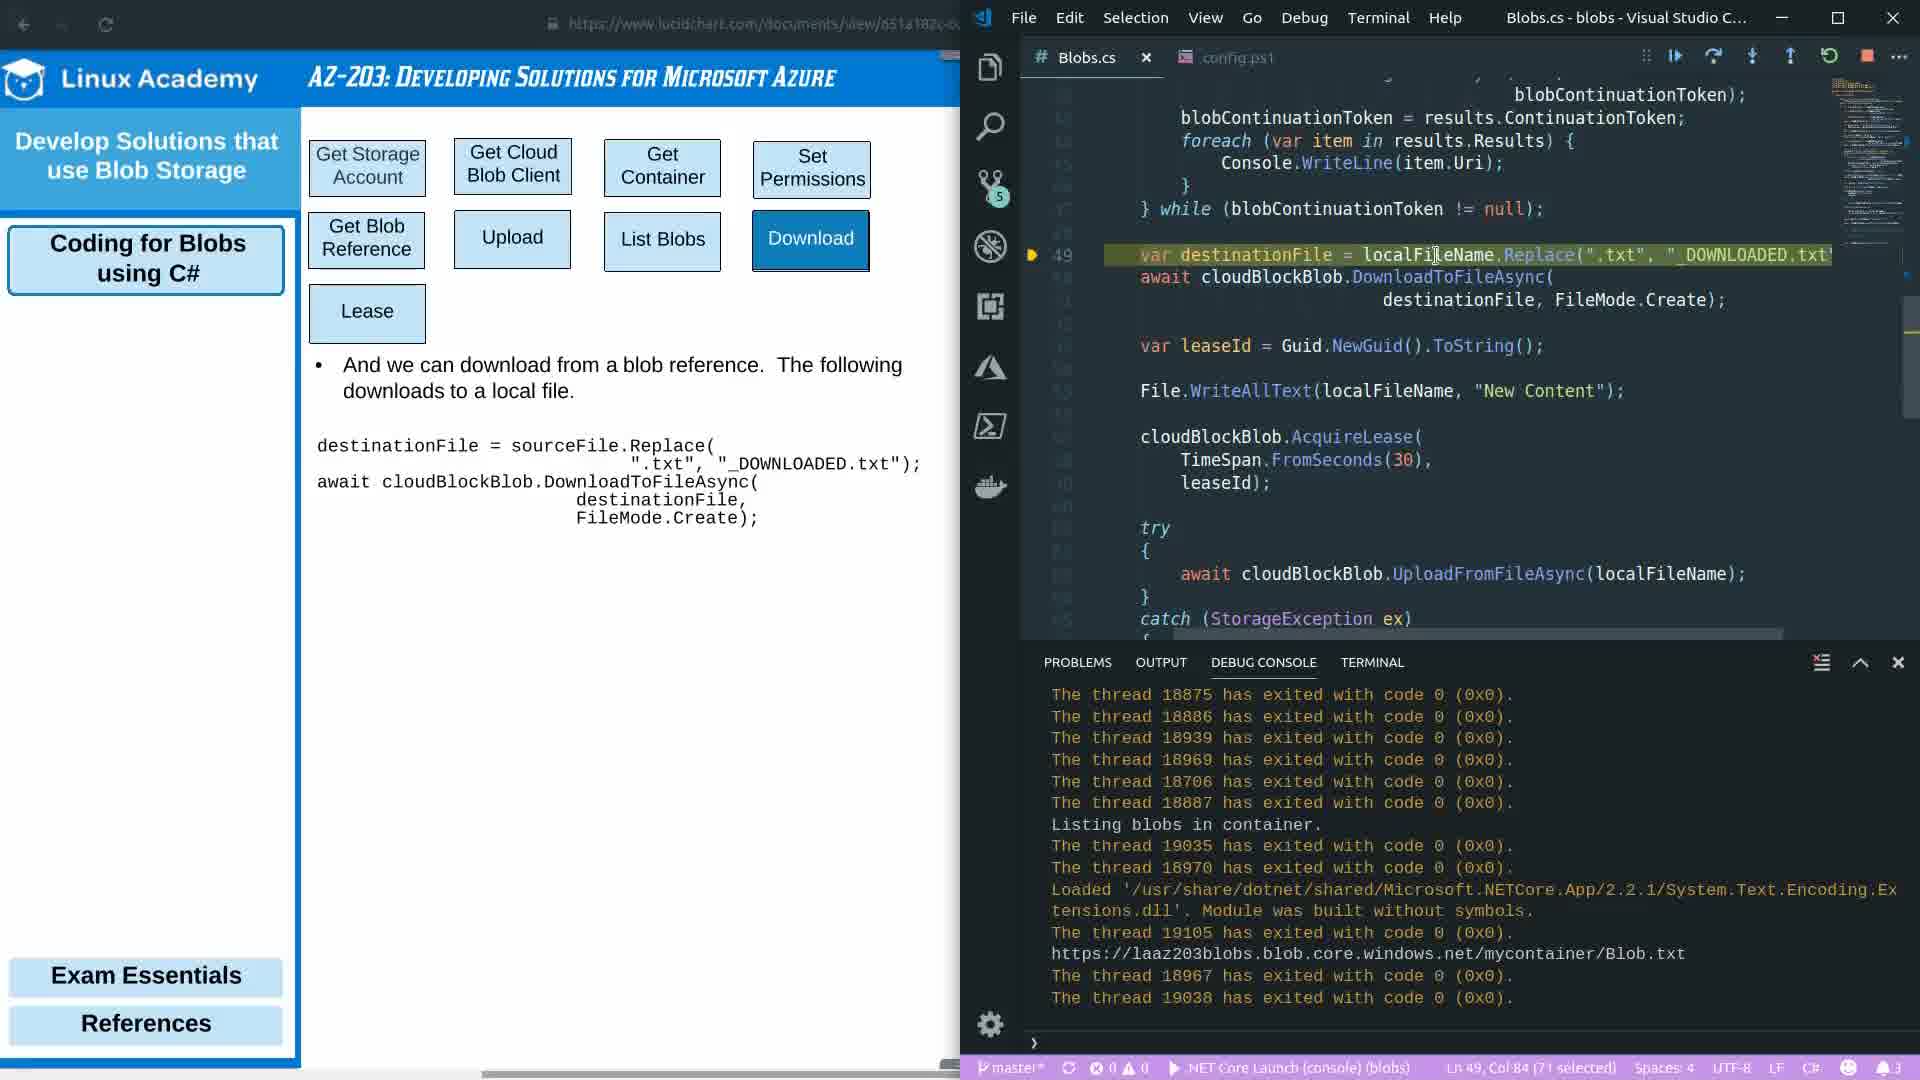 https://www.lucidchart.com/documents/view/
Linux Academy
AZ-203: Developing Solutions for Microsoft Azure
Develop Solutions that
use Blob Storage
Coding for Blobs
using C#
Exam Essentials
References
Get Storage
Account
Get Cloud
Blob Client
Get
Container
Set
Permissions
Get Blob
Reference
Upload
List Blobs
Download
Lease
• And we can download from a blob reference. The following
downloads to a local file.
destinationFile = sourceFile.Replace(
".txt", "_DOWNLOADED.txt");
await cloudBlockBlob.DownloadToFileAsync(
destinationFile,
FileMode.Create);
File Edit Selection View Go Debug Terminal Help Blobs.cs - blobs - Visual Studio C...
# Blobs.cs config.ps1
5
blobContinuationToken);
blobContinuationToken = results.ContinuationToken;
foreach (var item in results.Results) {
Console.WriteLine(item.Uri);
}
} while (blobContinuationToken != null);
49 var destinationFile = localFileName.Replace(".txt", "_DOWNLOADED.txt"
await cloudBlockBlob.DownloadToFileAsync(
destinationFile, FileMode.Create);
var leaseId = Guid.NewGuid().ToString();
File.WriteAllText(localFileName, "New Content");
cloudBlockBlob.AcquireLease(
TimeSpan.FromSeconds(30),
leaseId);
try
{
await cloudBlockBlob.UploadFromFileAsync(localFileName);
}
catch (StorageException ex)
PROBLEMS OUTPUT DEBUG CONSOLE TERMINAL
The thread 18875 has exited with code 0 (0x0).
The thread 18886 has exited with code 0 (0x0).
The thread 18939 has exited with code 0 (0x0).
The thread 18969 has exited with code 0 (0x0).
The thread 18706 has exited with code 0 (0x0).
The thread 18887 has exited with code 0 (0x0).
Listing blobs in container.
The thread 19035 has exited with code 0 (0x0).
The thread 18970 has exited with code 0 (0x0).
Loaded '/usr/share/dotnet/shared/Microsoft.NETCore.App/2.2.1/System.Text.Encoding.Ex
tensions.dll'. Module was built without symbols.
The thread 19105 has exited with code 0 (0x0).
https://laaz203blobs.blob.core.windows.net/mycontainer/Blob.txt
The thread 18967 has exited with code 0 (0x0).
The thread 19038 has exited with code 0 (0x0).
master* 0 0 .NET Core Launch (console) (blobs) Ln 49, Col 84 (71 selected) Spaces: 4 UTF-8 LF C# 3